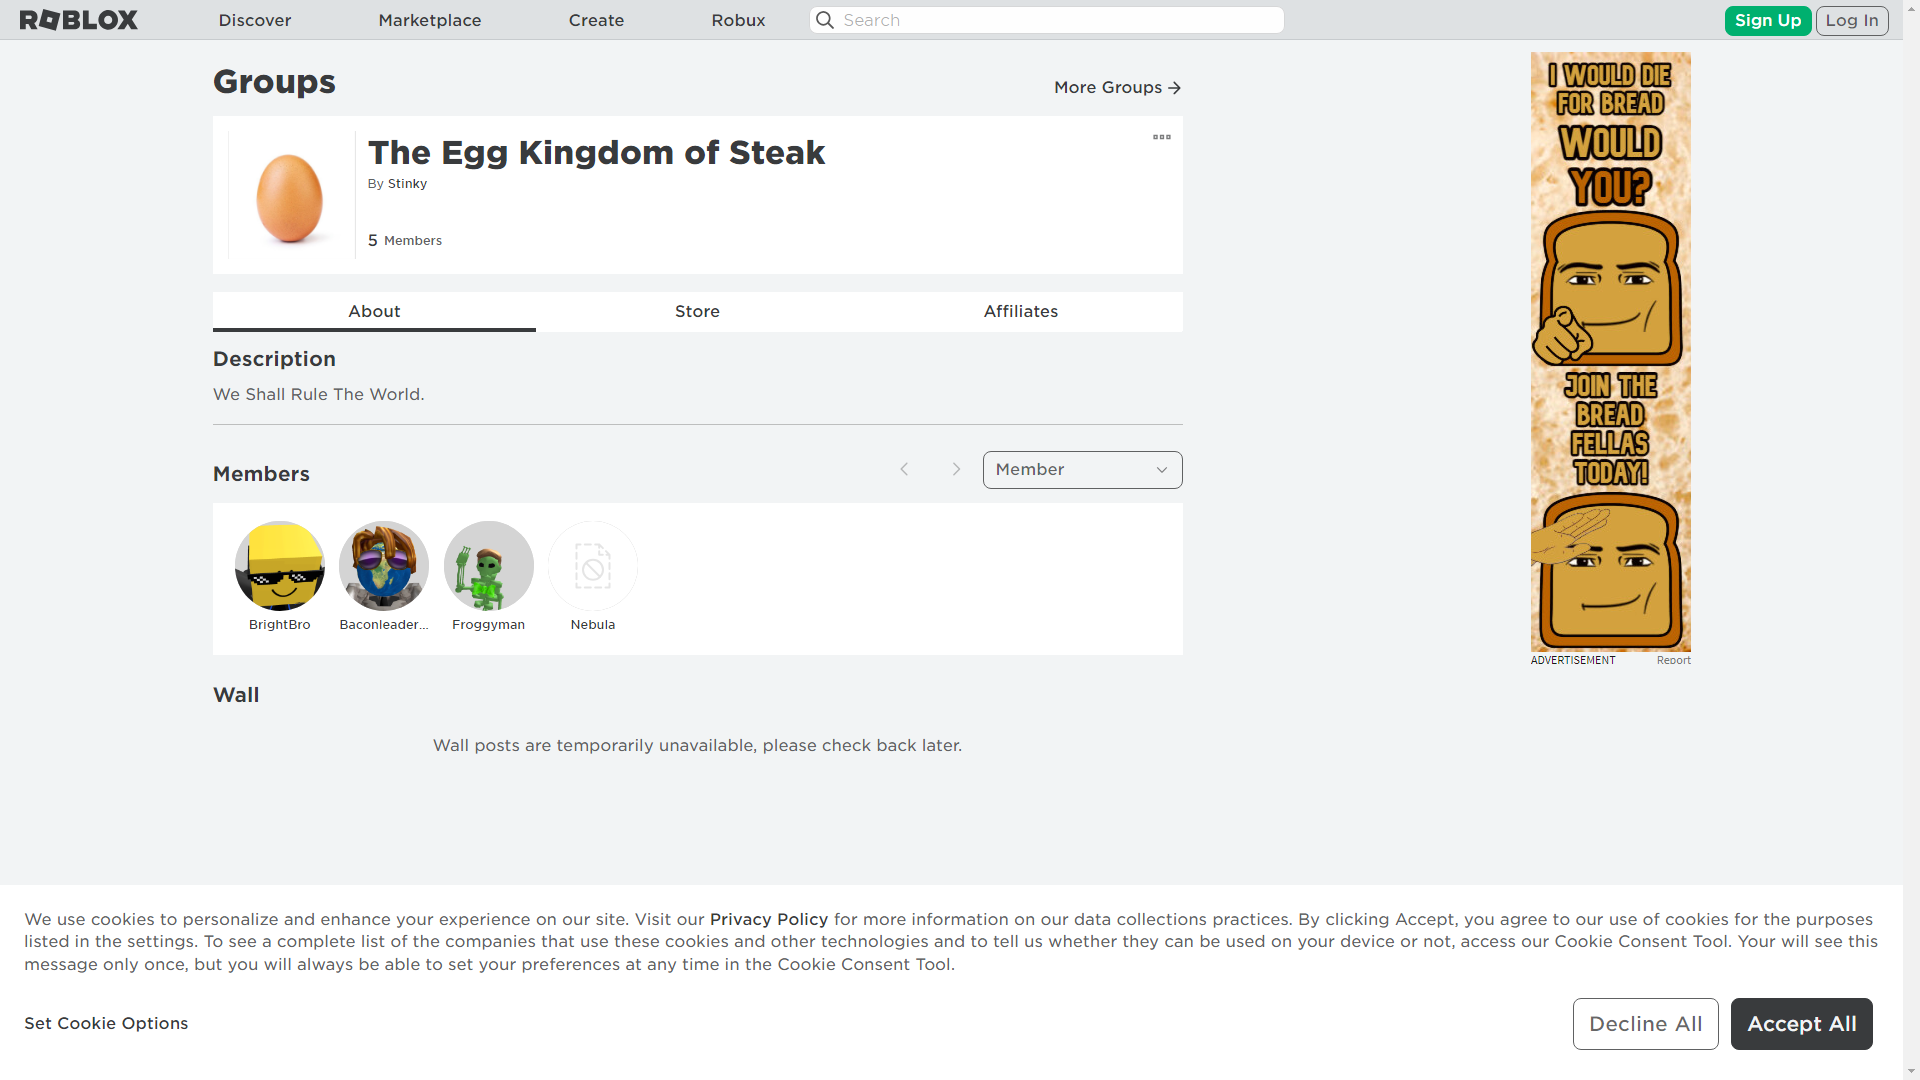 ROBLOX
Discover
Marketplace
Create
Robux
Search
Sign Up
Log In
Groups
More Groups
The Egg Kingdom of Steak
By Stinky
5 Members
About
Store
Affiliates
Description
We Shall Rule The World.
Members
Member
BrightBro
Baconleader...
Froggyman
Nebula
Wall
Wall posts are temporarily unavailable, please check back later.
I WOULD DIE
FOR BREAD
WOULD
YOU?
JOIN THE
BREAD
FELLAS
TODAY!
ADVERTISEMENT
Report
We use cookies to personalize and enhance your experience on our site. Visit our Privacy Policy for more information on our data collections practices. By clicking Accept, you agree to our use of cookies for the purposes
listed in the settings. To see a complete list of the companies that use these cookies and other technologies and to tell us whether they can be used on your device or not, access our Cookie Consent Tool. Your will see this
message only once, but you will always be able to set your preferences at any time in the Cookie Consent Tool.
Set Cookie Options
Decline All
Accept All